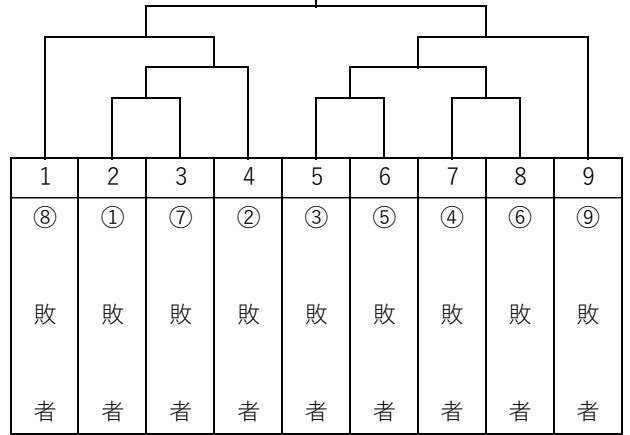 1 2 3 4 5 6 7 8 9
⑧ ① ⑦ ② ③ ⑤ ④ ⑥ ⑨
敗 敗 敗 敗 敗 敗 敗 敗 敗
者 者 者 者 者 者 者 者 者